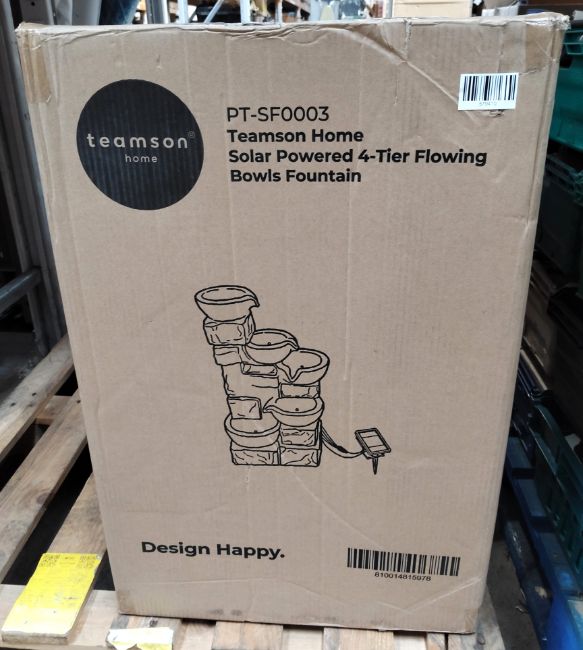 teamson®
home
PT-SF0003
Teamson Home
Solar Powered 4-Tier Flowing
Bowls Fountain
Design Happy.
810014815978